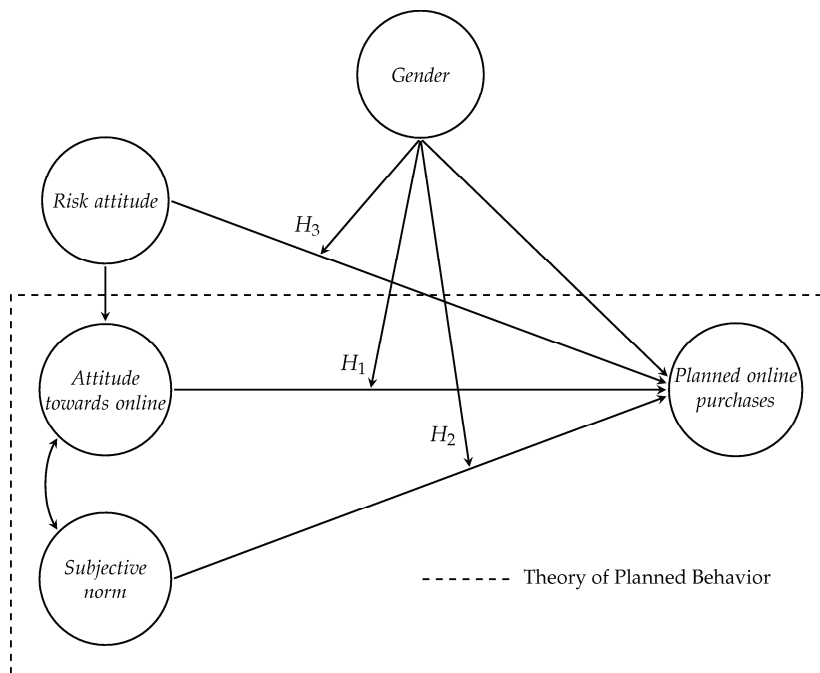 Gender
Risk attitude
H3
H1
Attitude
towards online
Planned online
purchases
H2
Subjective
norm
Theory of Planned Behavior